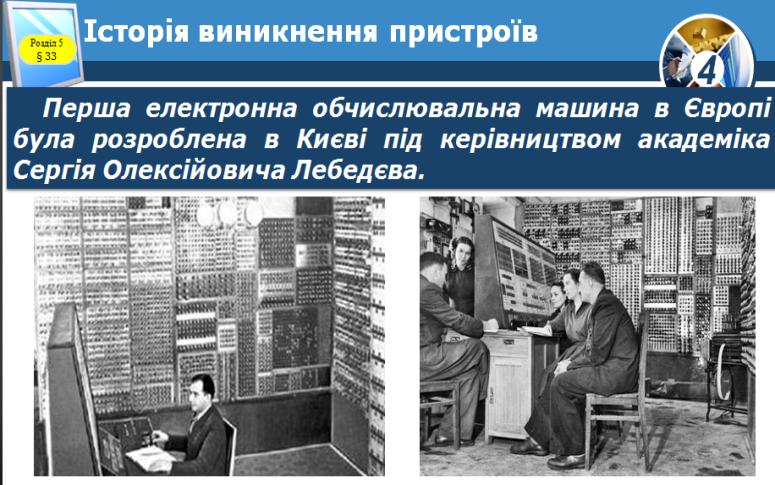 Розділ 5
§ 33
Історія виникнення пристроїв
4
Перша електронна обчислювальна машина в Європі
була розроблена в Києві під керівництвом академіка
Сергія Олексійовича Лебедєва.